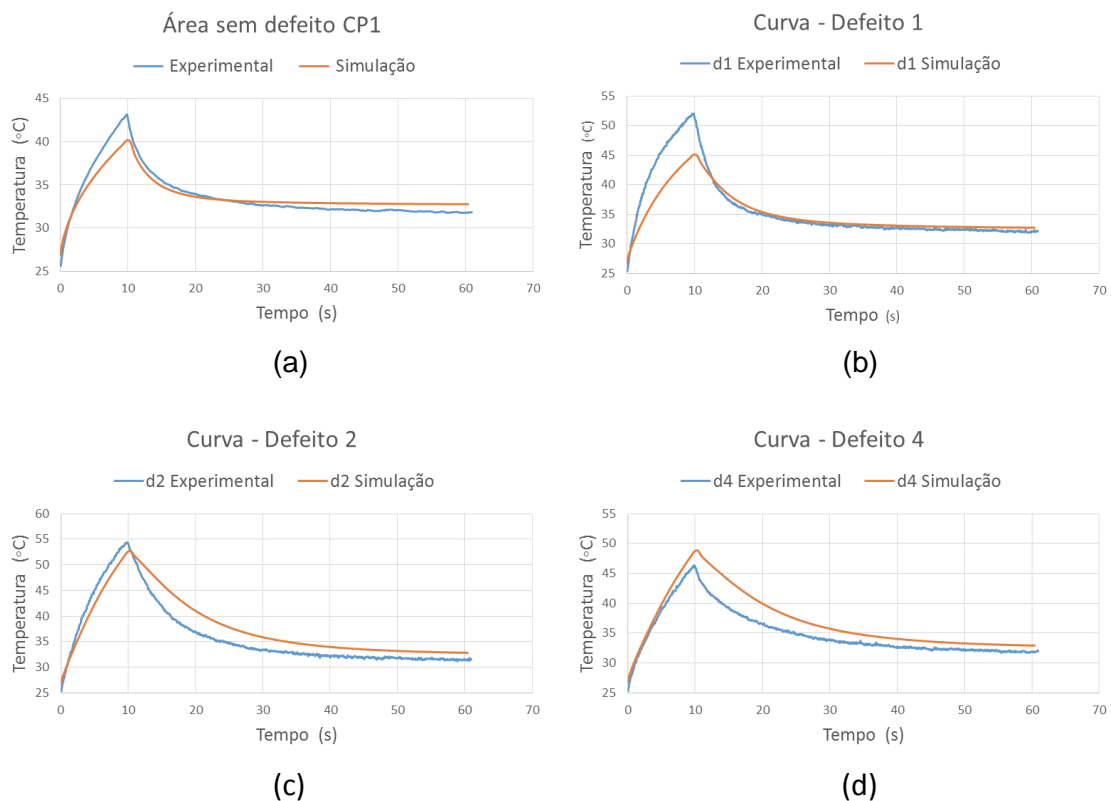 Área sem defeito CP1
Experimental Simulação
Temperatura (°C)
45
40
35
30
25
0 10 20 30 40 50 60 70
Tempo (s)
(a)
Curva - Defeito 1
d1 Experimental d1 Simulação
Temperatura (°C)
55
50
45
40
35
30
25
0 10 20 30 40 50 60 70
Tempo (s)
(b)
Curva - Defeito 2
d2 Experimental d2 Simulação
Temperatura (°C)
60
55
50
45
40
35
30
25
0 10 20 30 40 50 60 70
Tempo (s)
(c)
Curva - Defeito 4
d4 Experimental d4 Simulação
Temperatura (°C)
55
50
45
40
35
30
25
0 10 20 30 40 50 60 70
Tempo (s)
(d)